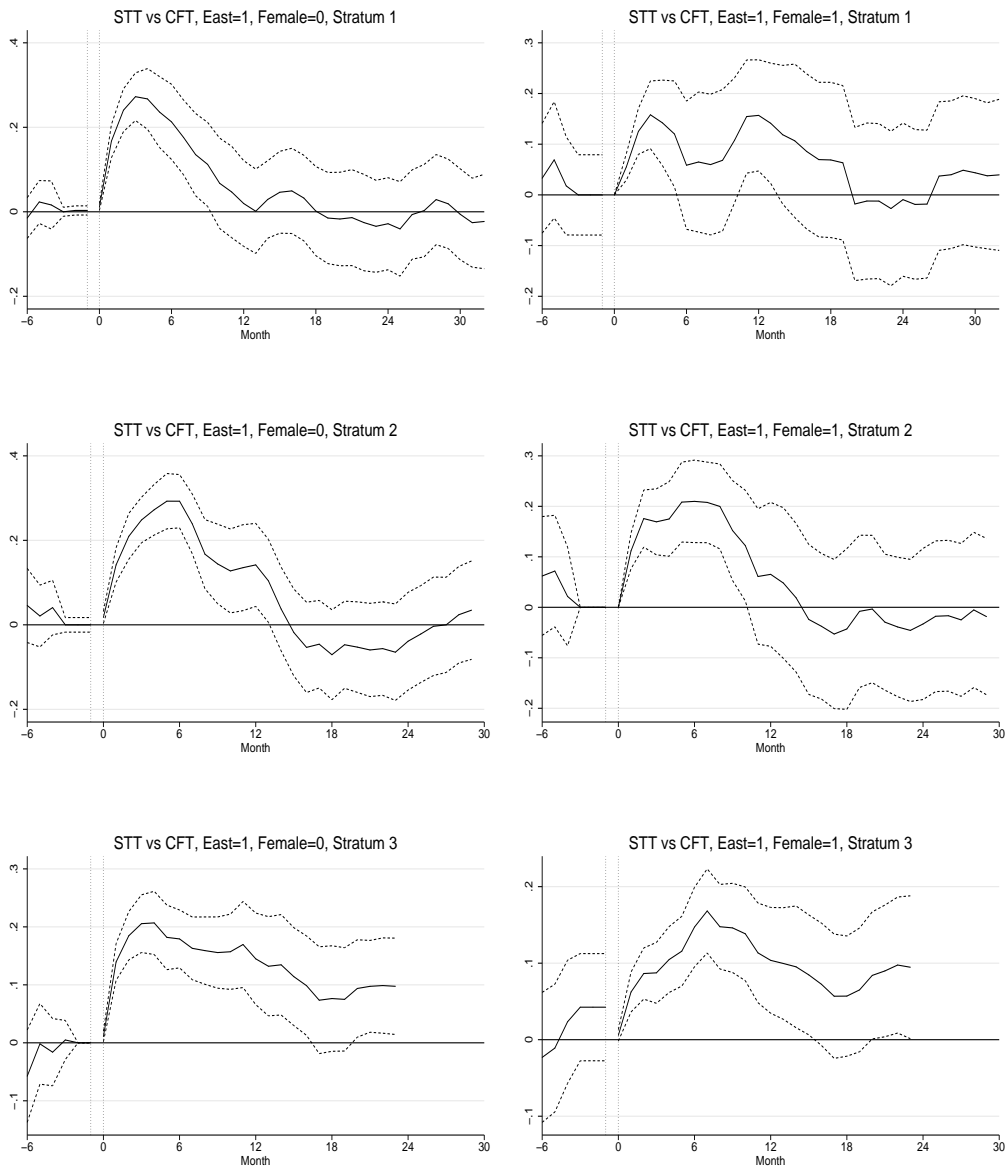 STT vs CFT, East=1, Female=0, Stratum 1
.4
.2
0
-.2
-6 0 6 12 18 24 30
Month
STT vs CFT, East=1, Female=1, Stratum 1
.3
.2
.1
0
-.1
-.2
-6 0 6 12 18 24 30
Month
STT vs CFT, East=1, Female=0, Stratum 2
.4
.2
0
-.2
-6 0 6 12 18 24 30
Month
STT vs CFT, East=1, Female=1, Stratum 2
.3
.2
.1
0
-.1
-.2
-6 0 6 12 18 24 30
Month
STT vs CFT, East=1, Female=0, Stratum 3
.3
.2
.1
0
-.1
-6 0 6 12 18 24 30
Month
STT vs CFT, East=1, Female=1, Stratum 3
.2
.1
0
-.1
-6 0 6 12 18 24 30
Month